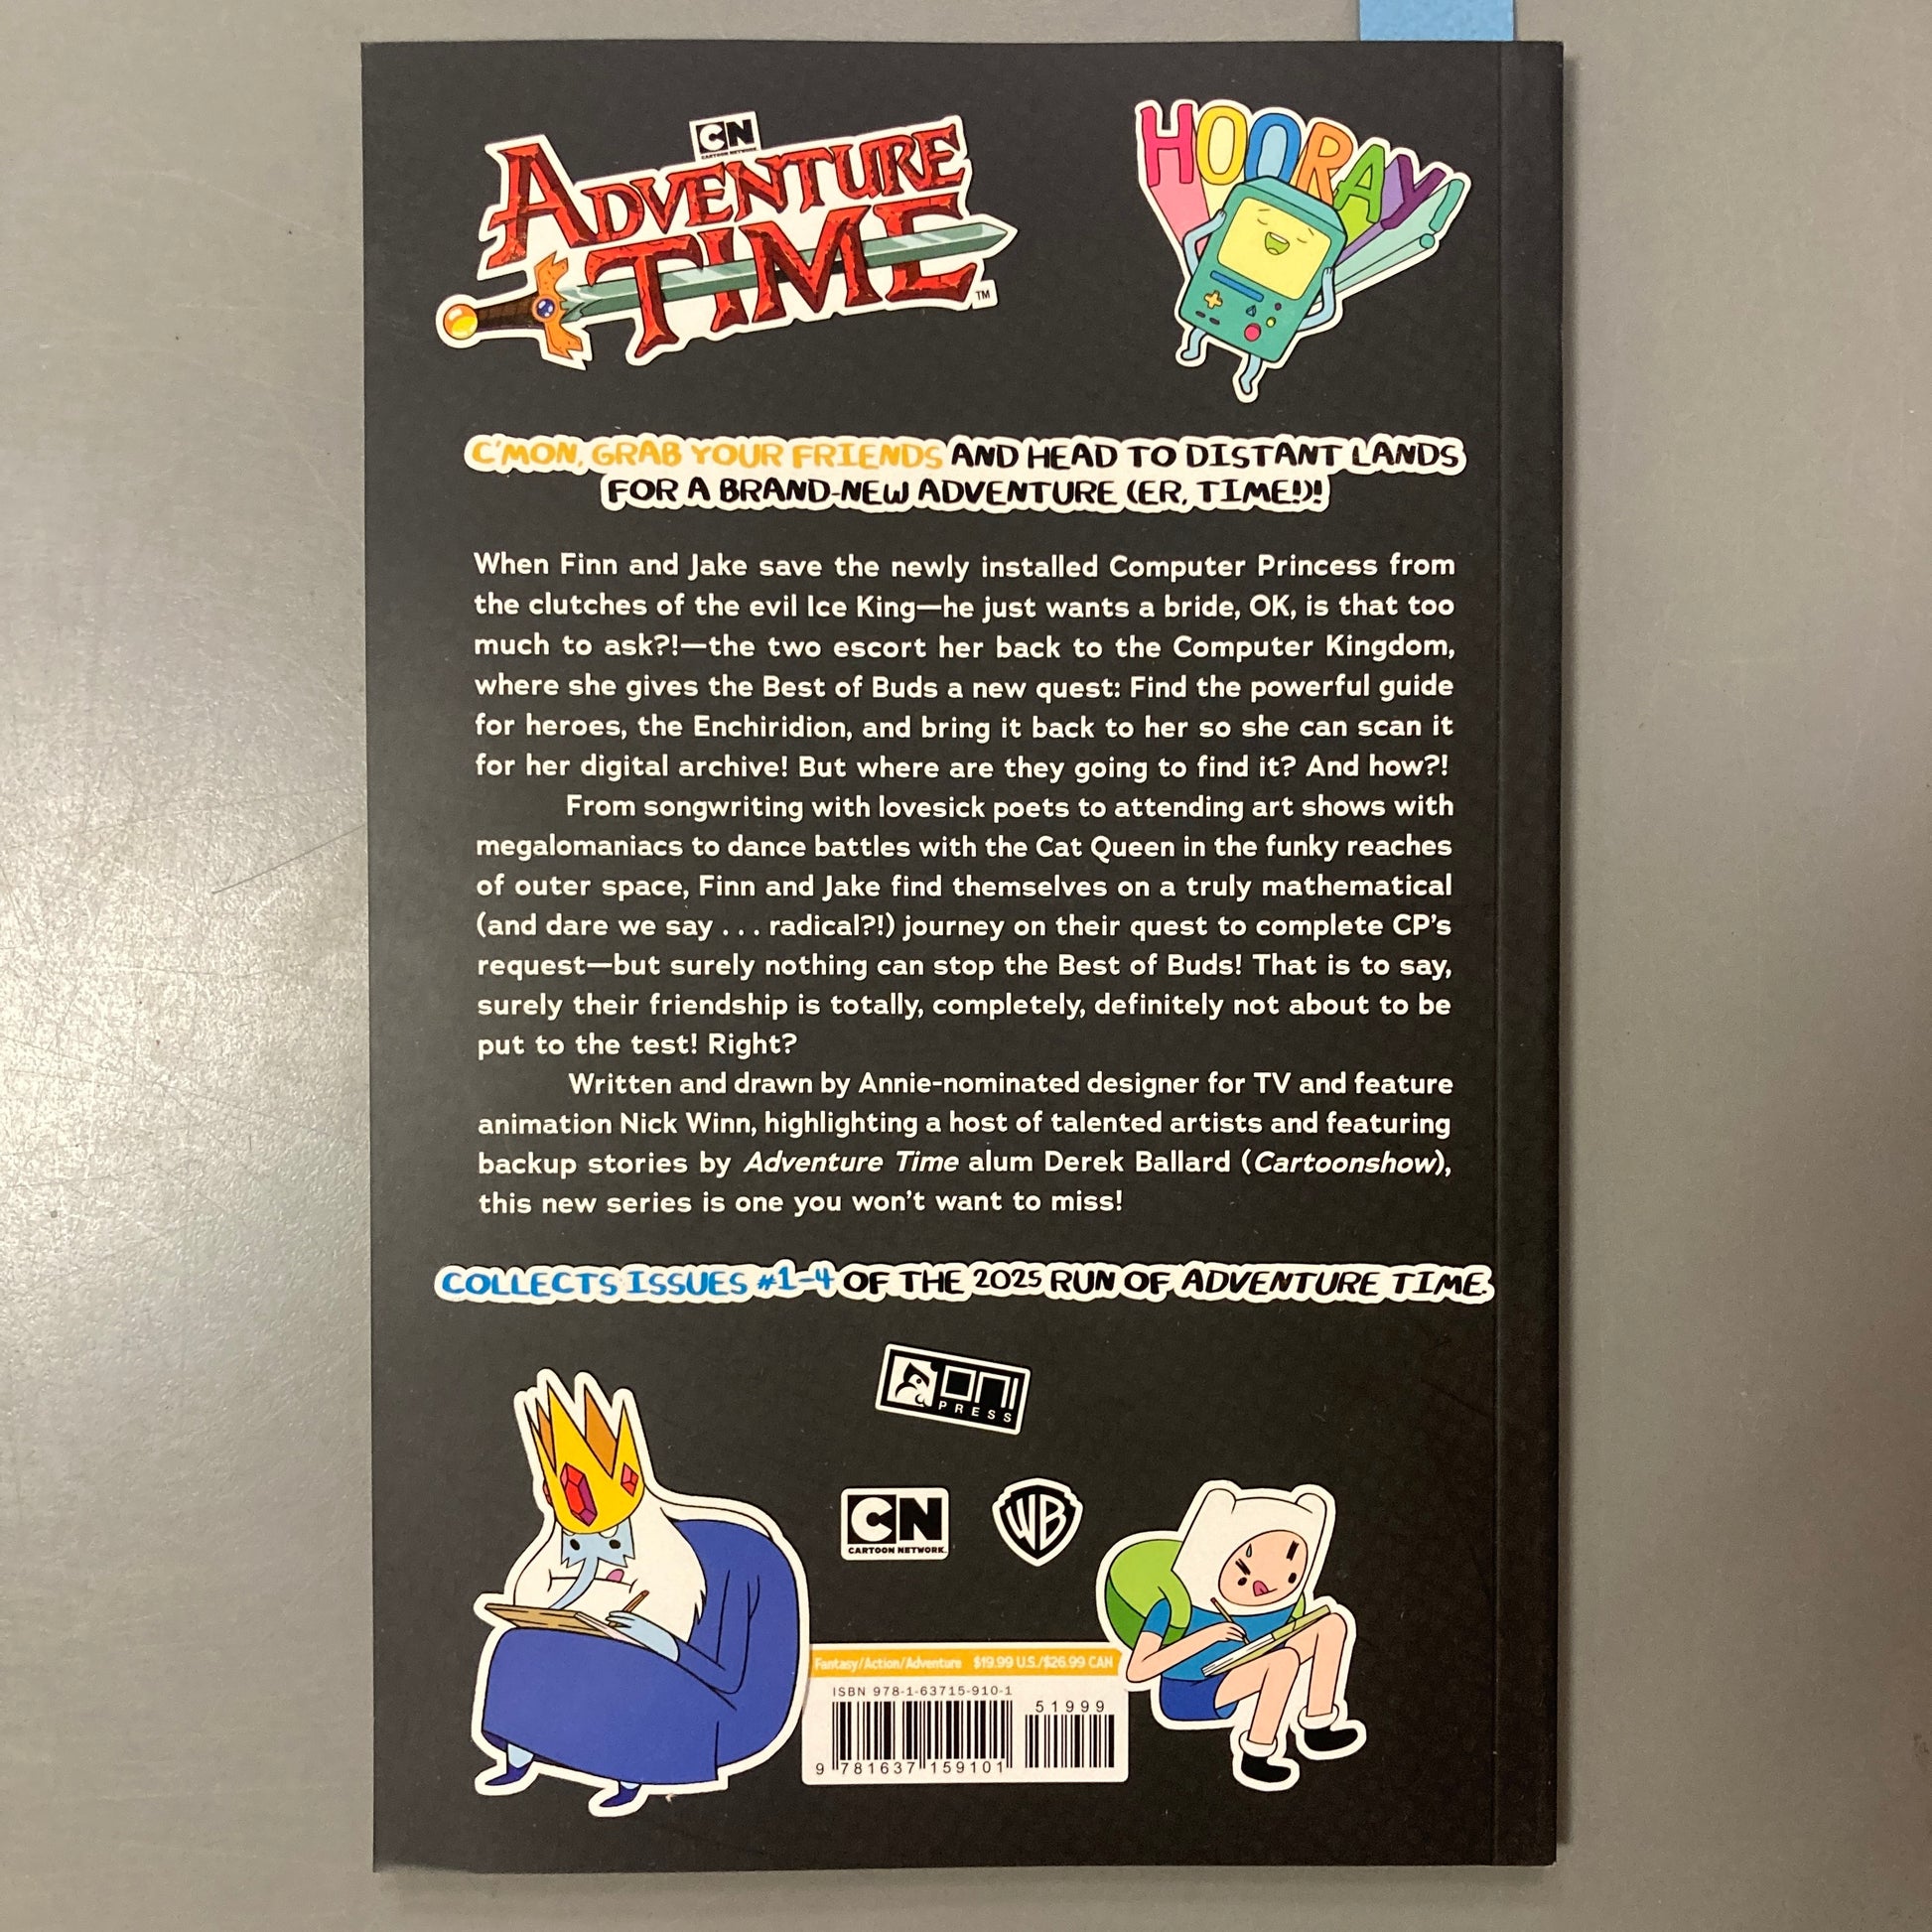 CN
CARTOON NETWORK
ADVENTURE
TIME™
HOORAY!
C'MON, GRAB YOUR FRIENDS AND HEAD TO DISTANT LANDS
FOR A BRAND-NEW ADVENTURE (ER, TIME!)!
When Finn and Jake save the newly installed Computer Princess from
the clutches of the evil Ice King—he just wants a bride, OK, is that too
much to ask?!—the two escort her back to the Computer Kingdom,
where she gives the Best of Buds a new quest: Find the powerful guide
for heroes, the Enchiridion, and bring it back to her so she can scan it
for her digital archive! But where are they going to find it? And how?!
From songwriting with lovesick poets to attending art shows with
megalomaniacs to dance battles with the Cat Queen in the funky reaches
of outer space, Finn and Jake find themselves on a truly mathematical
(and dare we say . . . radical?!) journey on their quest to complete CP's
request—but surely nothing can stop the Best of Buds! That is to say,
surely their friendship is totally, completely, definitely not about to be
put to the test! Right?
Written and drawn by Annie-nominated designer for TV and feature
animation Nick Winn, highlighting a host of talented artists and featuring
backup stories by Adventure Time alum Derek Ballard (Cartoonshow),
this new series is one you won't want to miss!
COLLECTS ISSUES #1-4 OF THE 2025 RUN OF ADVENTURE TIME.
ONI
PRESS
CN
CARTOON NETWORK
WB
Fantasy/Action/Adventure $19.99 U.S./$26.99 CAN
ISBN 978-1-63715-910-1
51999
9 781637 159101